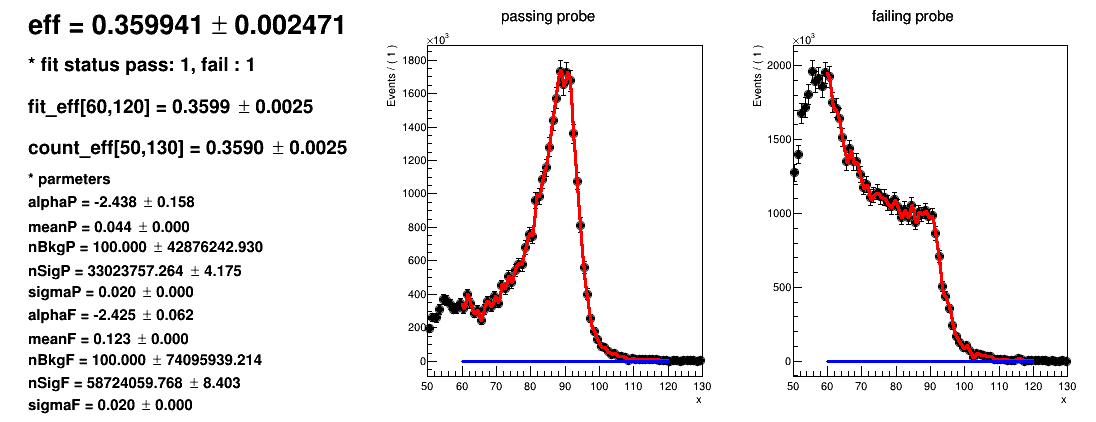 eff = 0.359941 ± 0.002471
* fit status pass: 1, fail : 1
fit_eff[60,120] = 0.3599 ± 0.0025
count_eff[50,130] = 0.3590 ± 0.0025
* parmeters
alphaP = -2.438 ± 0.158
meanP = 0.044 ± 0.000
nBkgP = 100.000 ± 42876242.930
nSigP = 33023757.264 ± 4.175
sigmaP = 0.020 ± 0.000
alphaF = -2.425 ± 0.062
meanF = 0.123 ± 0.000
nBkgF = 100.000 ± 74095939.214
nSigF = 58724059.768 ± 8.403
sigmaF = 0.020 ± 0.000
passing probe
×10³
Events / ( 1 )
1800
1600
1400
1200
1000
800
600
400
200
0
50 60 70 80 90 100 110 120 130
x
failing probe
×10³
Events / ( 1 )
2000
1500
1000
500
0
50 60 70 80 90 100 110 120 130
x